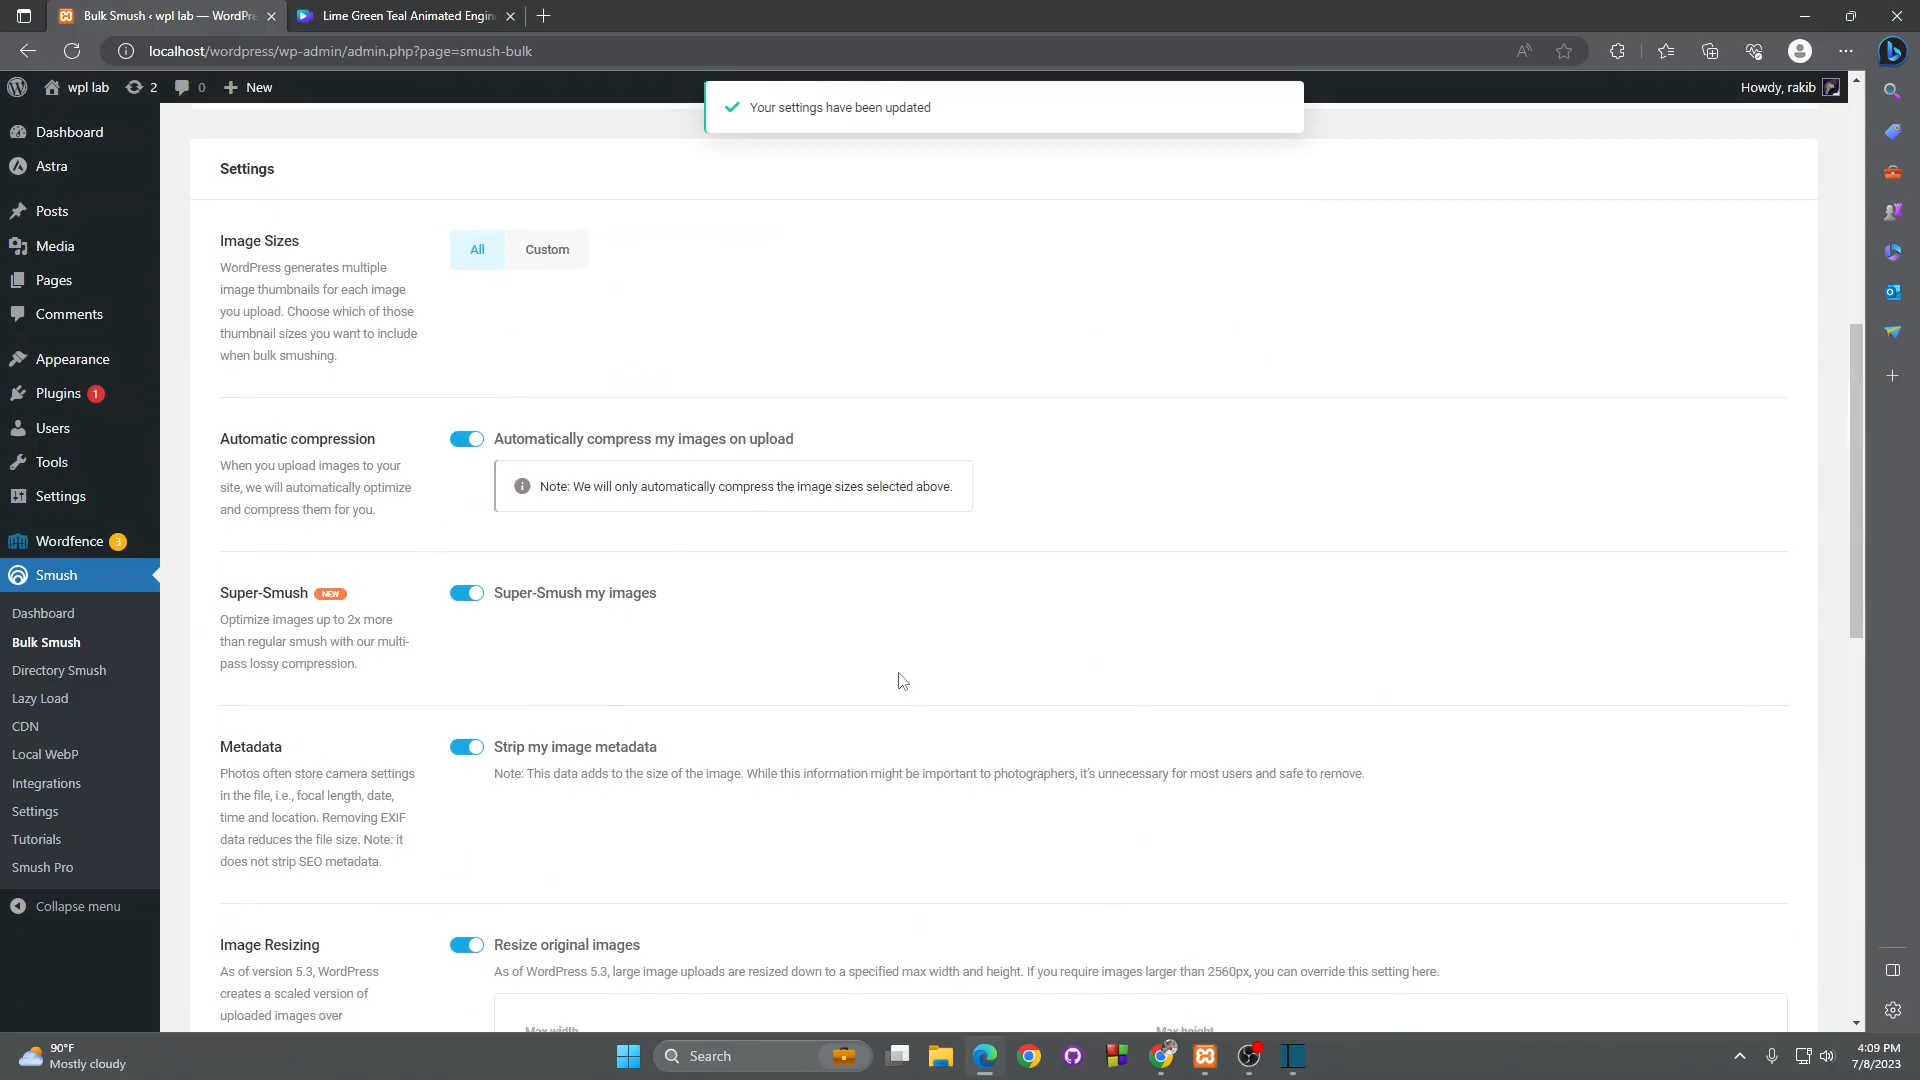 Bulk Smush ‹ wpl lab — WordPre
Lime Green Teal Animated Engin
localhost/wordpress/wp-admin/admin.php?page=smush-bulk
wpl lab
2
0
New
Howdy, rakib
Your settings have been updated
Dashboard
Astra
Posts
Media
Pages
Comments
Appearance
Plugins 1
Users
Tools
Settings
Wordfence 3
Smush
Dashboard
Bulk Smush
Directory Smush
Lazy Load
CDN
Local WebP
Integrations
Settings
Tutorials
Smush Pro
Collapse menu
Settings
Image Sizes
WordPress generates multiple
image thumbnails for each image
you upload. Choose which of those
thumbnail sizes you want to include
when bulk smushing.
All
Custom
Automatic compression
When you upload images to your
site, we will automatically optimize
and compress them for you.
Automatically compress my images on upload
Note: We will only automatically compress the image sizes selected above.
Super-Smush NEW
Optimize images up to 2x more
than regular smush with our multi-
pass lossy compression.
Super-Smush my images
Metadata
Photos often store camera settings
in the file, i.e., focal length, date,
time and location. Removing EXIF
data reduces the file size. Note: it
does not strip SEO metadata.
Strip my image metadata
Note: This data adds to the size of the image. While this information might be important to photographers, it's unnecessary for most users and safe to remove.
Image Resizing
As of version 5.3, WordPress
creates a scaled version of
uploaded images over
Resize original images
As of WordPress 5.3, large image uploads are resized down to a specified max width and height. If you require images larger than 2560px, you can override this setting here.
Max width
Max height
90°F
Mostly cloudy
Search
4:09 PM
7/8/2023